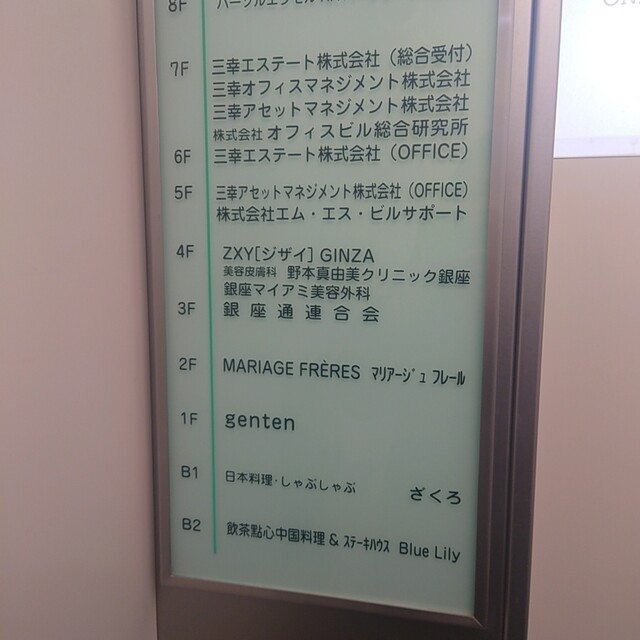 8F
7F 三幸エステート株式会社（総合受付）
三幸オフィスマネジメント株式会社
三幸アセットマネジメント株式会社
株式会社 オフィスビル総合研究所
6F 三幸エステート株式会社（OFFICE）
5F 三幸アセットマネジメント株式会社（OFFICE）
株式会社エム・エス・ビルサポート
4F ZXY[ジザイ] GINZA
美容皮膚科 野本真由美クリニック銀座
銀座マイアミ美容外科
3F 銀座通連合会
2F MARIAGE FRÈRES マリアージュ フレール
1F genten
B1 日本料理・しゃぶしゃぶ ざくろ
B2 飲茶點心中国料理 & ステーキハウス Blue Lily